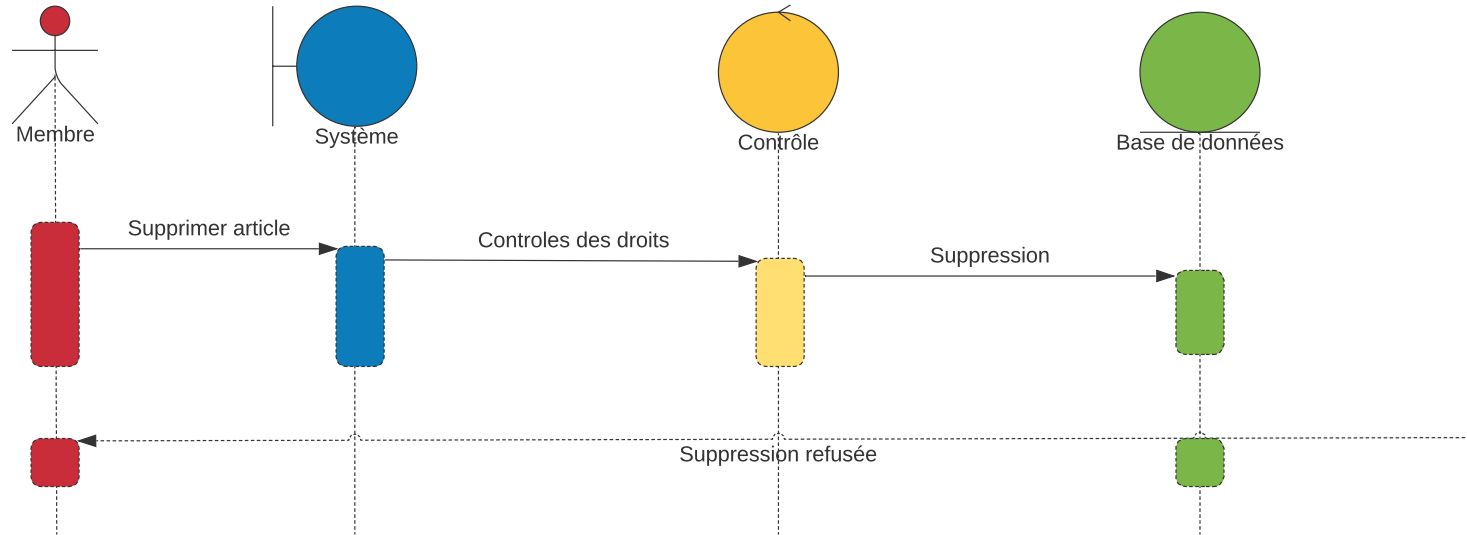 Membre
Système
Contrôle
Base de données
Supprimer article
Controles des droits
Suppression
Suppression refusée